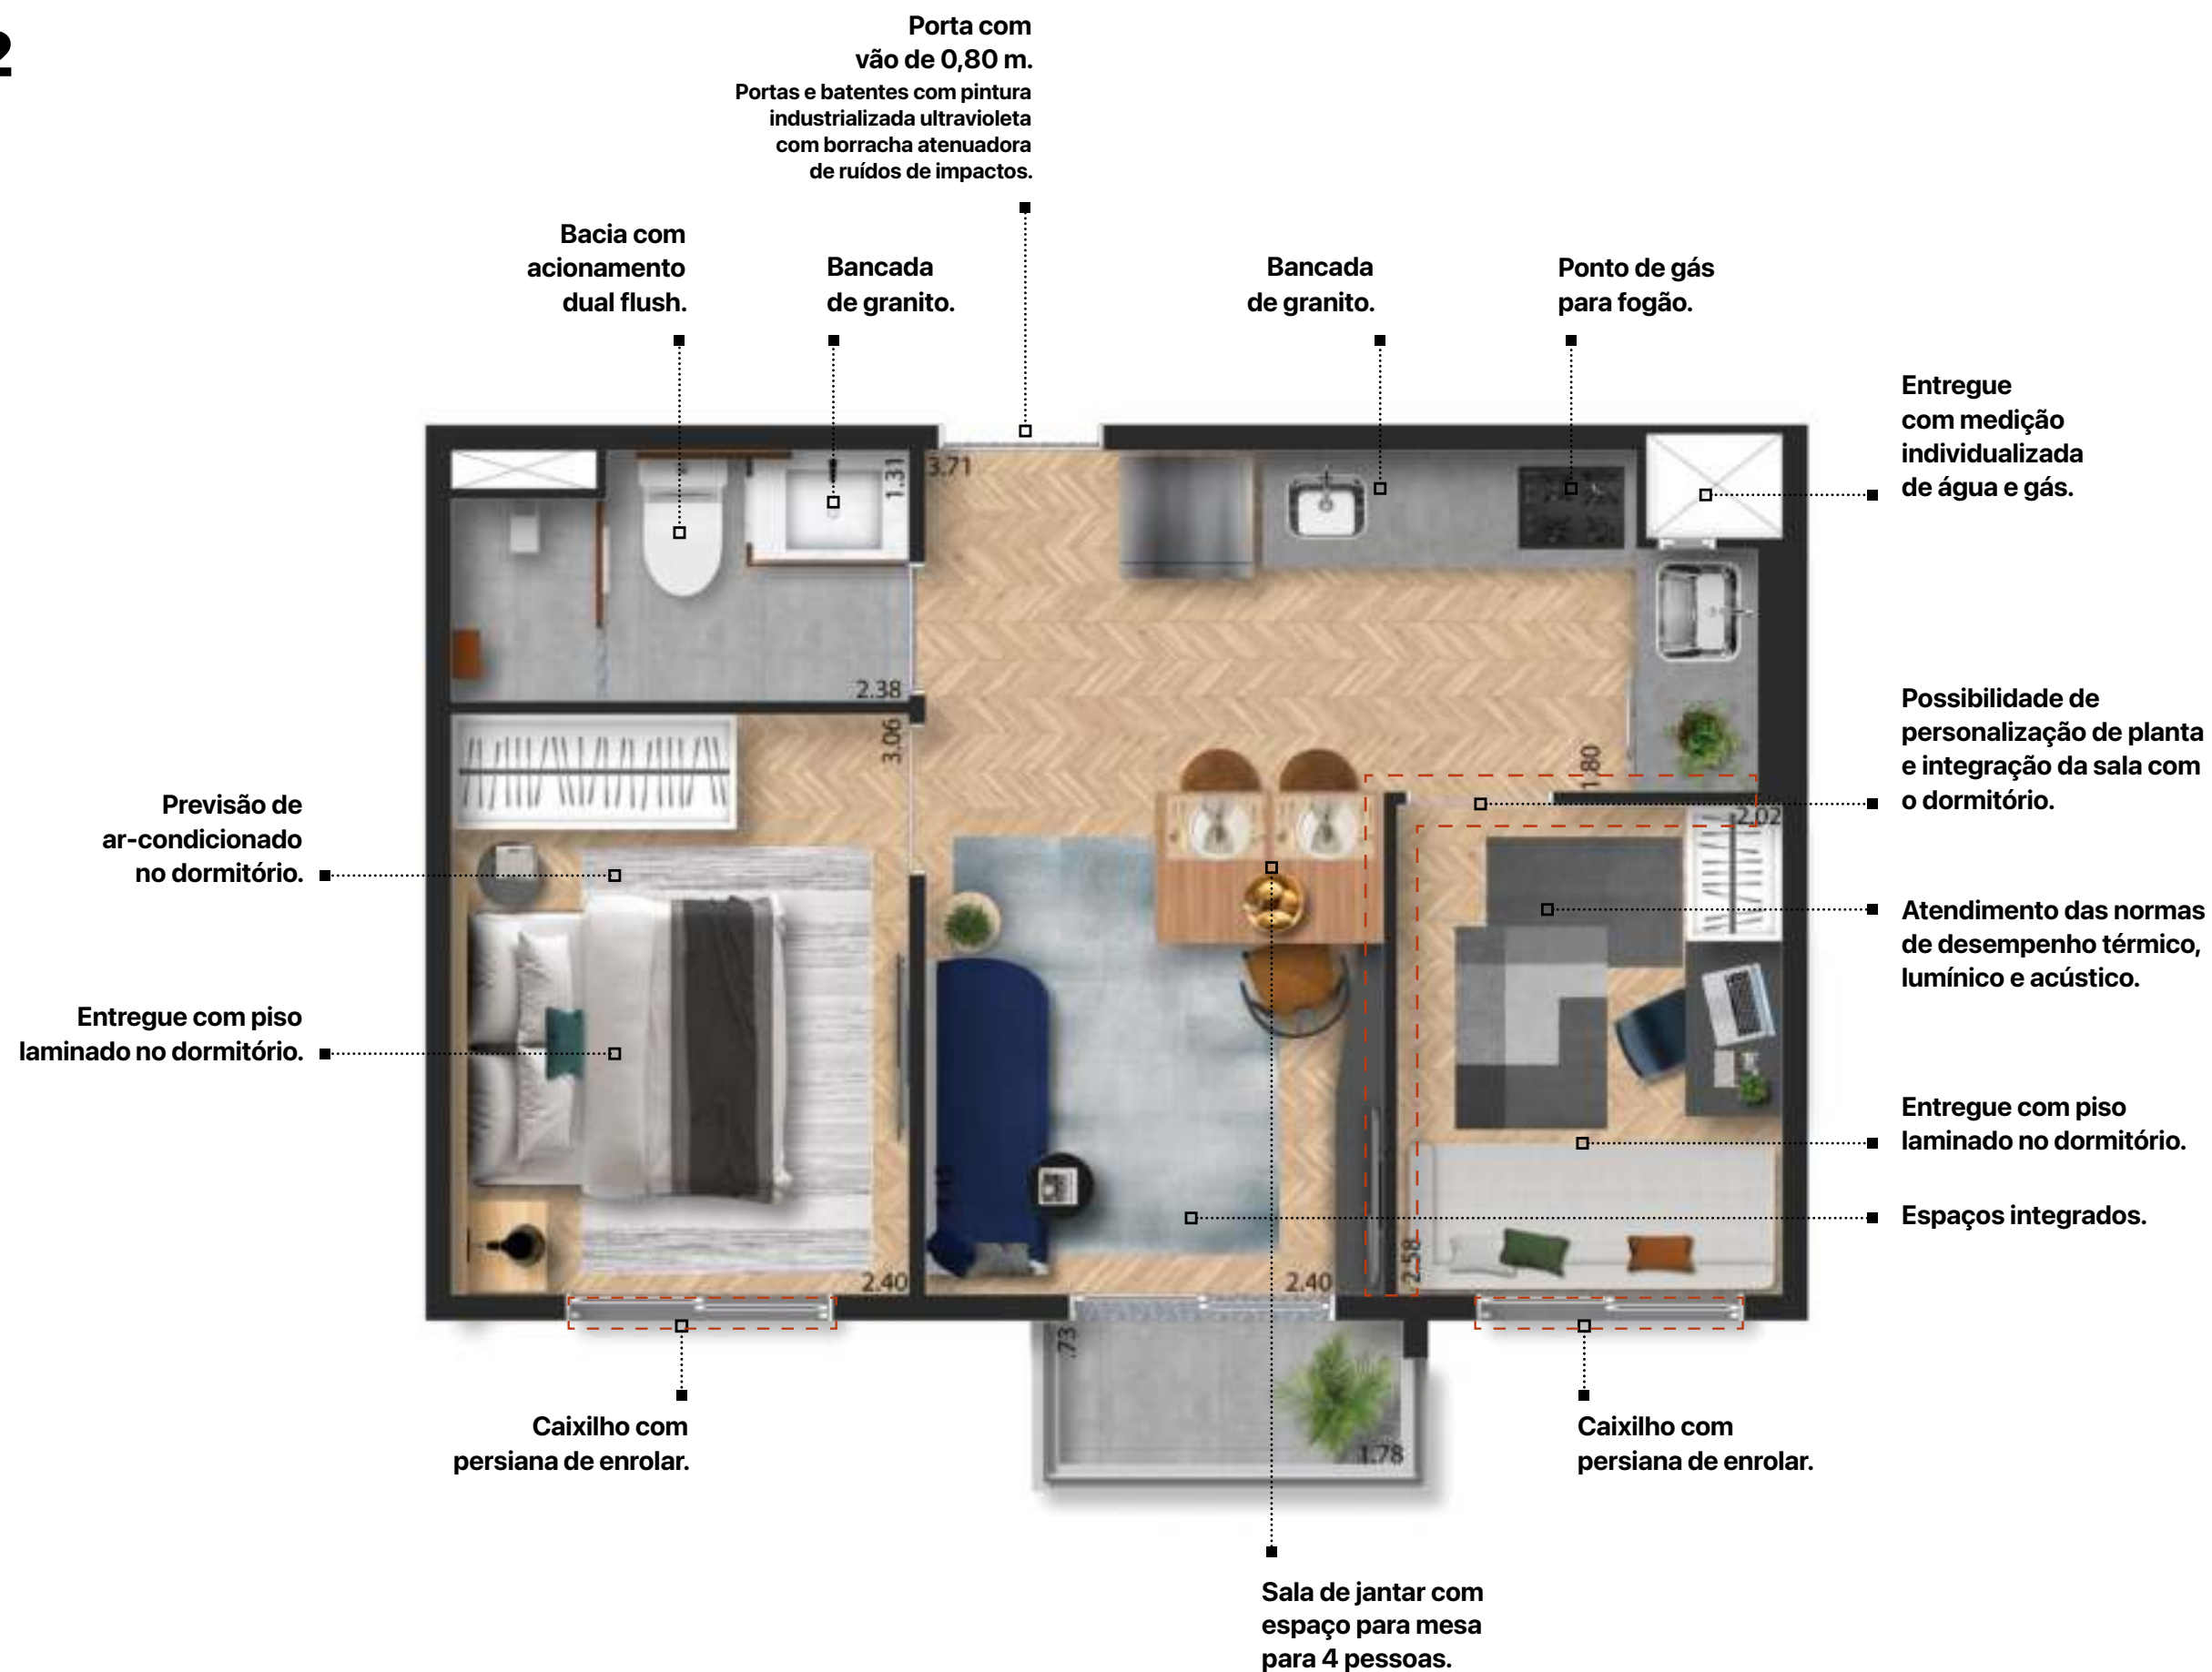 2
Porta com
vão de 0,80 m.
Portas e batentes com pintura
industrializada ultravioleta
com borracha atenuadora
de ruídos de impactos.
Bacia com
acionamento
dual flush.
Bancada
de granito.
Bancada
de granito.
Ponto de gás
para fogão.
Entregue
com medição
individualizada
de água e gás.
1.31
3.71
2.38
3.06
1.80
Possibilidade de
personalização de planta
e integração da sala com
o dormitório.
2.02
Previsão de
ar-condicionado
no dormitório.
Atendimento das normas
de desempenho térmico,
lumínico e acústico.
Entregue com piso
laminado no dormitório.
Entregue com piso
laminado no dormitório.
Espaços integrados.
2.40
2.40
2.58
.73
1.78
Caixilho com
persiana de enrolar.
Caixilho com
persiana de enrolar.
Sala de jantar com
espaço para mesa
para 4 pessoas.